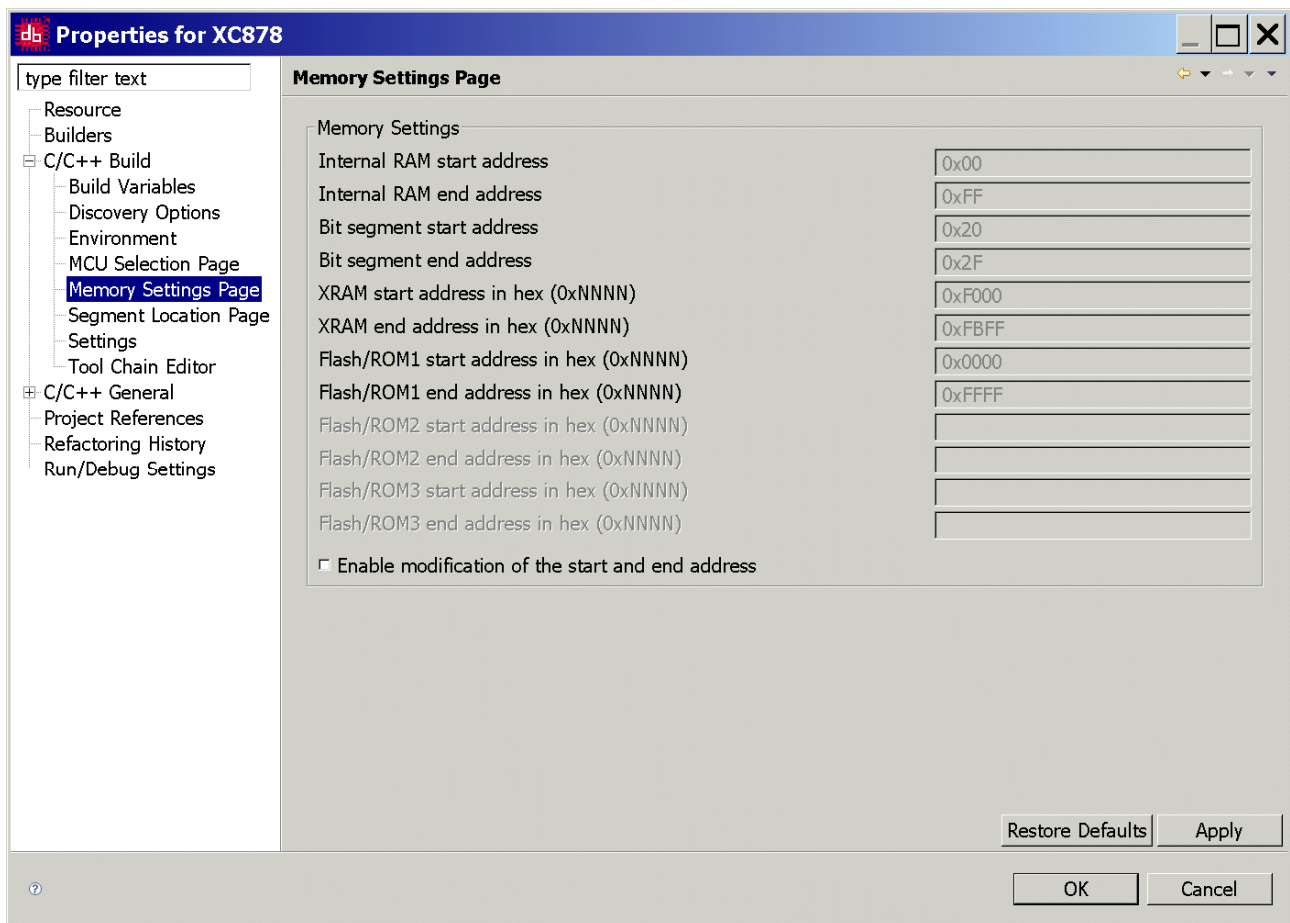 Properties for XC878
type filter text
Resource
Builders
C/C++ Build
Build Variables
Discovery Options
Environment
MCU Selection Page
Memory Settings Page
Segment Location Page
Settings
Tool Chain Editor
C/C++ General
Project References
Refactoring History
Run/Debug Settings
Memory Settings Page
Memory Settings
Internal RAM start address 0x00
Internal RAM end address 0xFF
Bit segment start address 0x20
Bit segment end address 0x2F
XRAM start address in hex (0xNNNN) 0xF000
XRAM end address in hex (0xNNNN) 0xFBFF
Flash/ROM1 start address in hex (0xNNNN) 0x0000
Flash/ROM1 end address in hex (0xNNNN) 0xFFFF
Flash/ROM2 start address in hex (0xNNNN)
Flash/ROM2 end address in hex (0xNNNN)
Flash/ROM3 start address in hex (0xNNNN)
Flash/ROM3 end address in hex (0xNNNN)
Enable modification of the start and end address
Restore Defaults Apply
OK Cancel